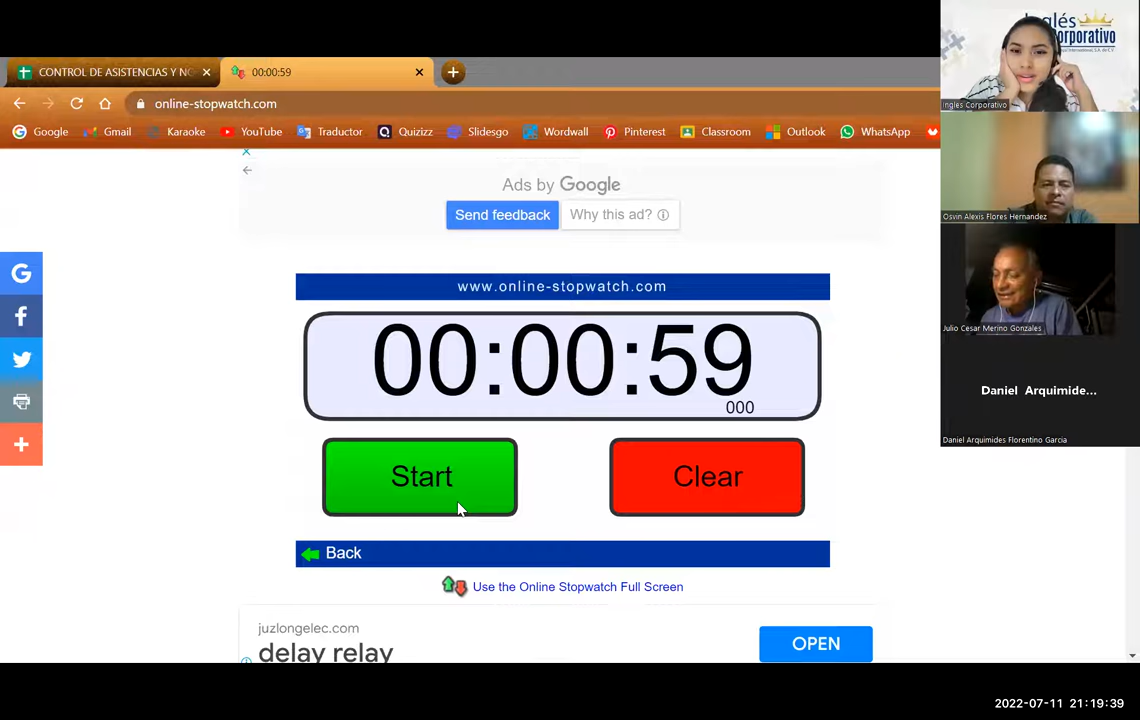 CONTROL DE ASISTENCIAS Y NO
00:00:59
online-stopwatch.com
Google Gmail Karaoke YouTube Traductor Quizizz Slidesgo Wordwall Pinterest Classroom Outlook WhatsApp
Ads by Google
Send feedback Why this ad?
www.online-stopwatch.com
00:00:59
000
Start Clear
Back
Use the Online Stopwatch Full Screen
juzlongelec.com
delay relay
OPEN
Inglés Corporativo
Osvin Alexis Flores Hernandez
Julio Cesar Merino Gonzales
Daniel Arquimide...
Daniel Arquimides Florentino Garcia
2022-07-11 21:19:39